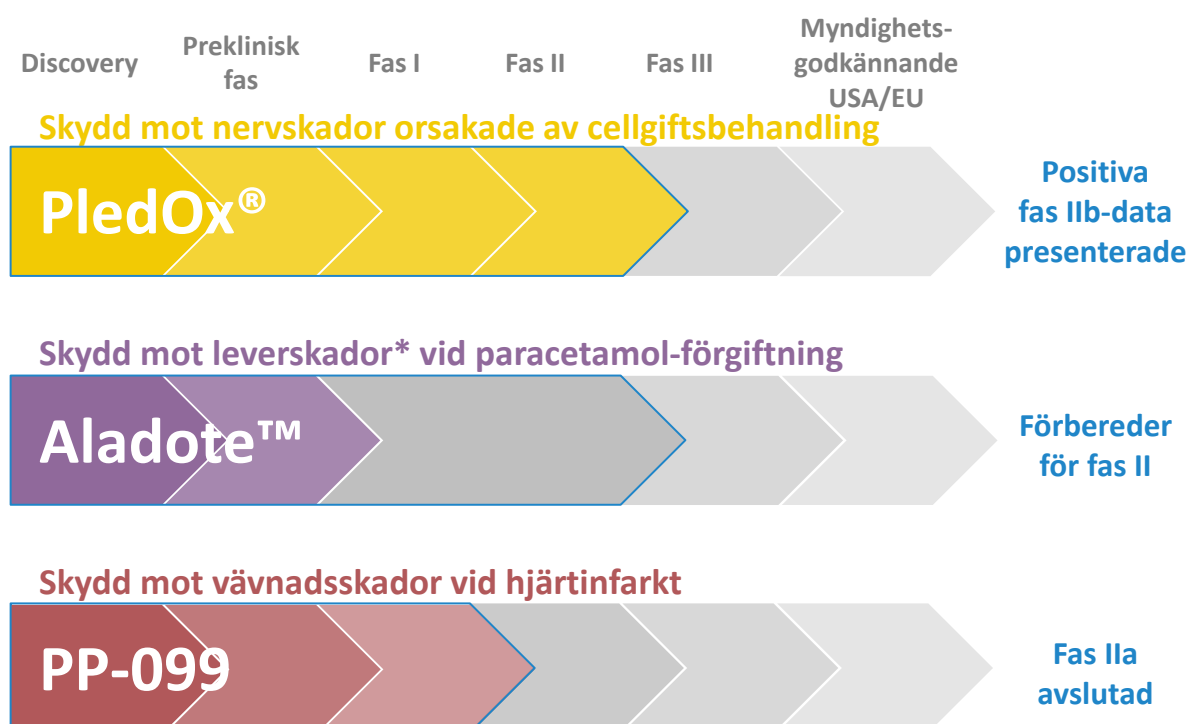 Discovery
Preklinisk
fas
Fas I
Fas II
Fas III
Myndighets-
godkännande
USA/EU
Skydd mot nervskador orsakade av cellgiftsbehandling
PledOx®
Positiva
fas IIb-data
presenterade
Skydd mot leverskador* vid paracetamol-förgiftning
Aladote™
Förbereder
för fas II
Skydd mot vävnadsskador vid hjärtinfarkt
PP-099
Fas IIa
avslutad